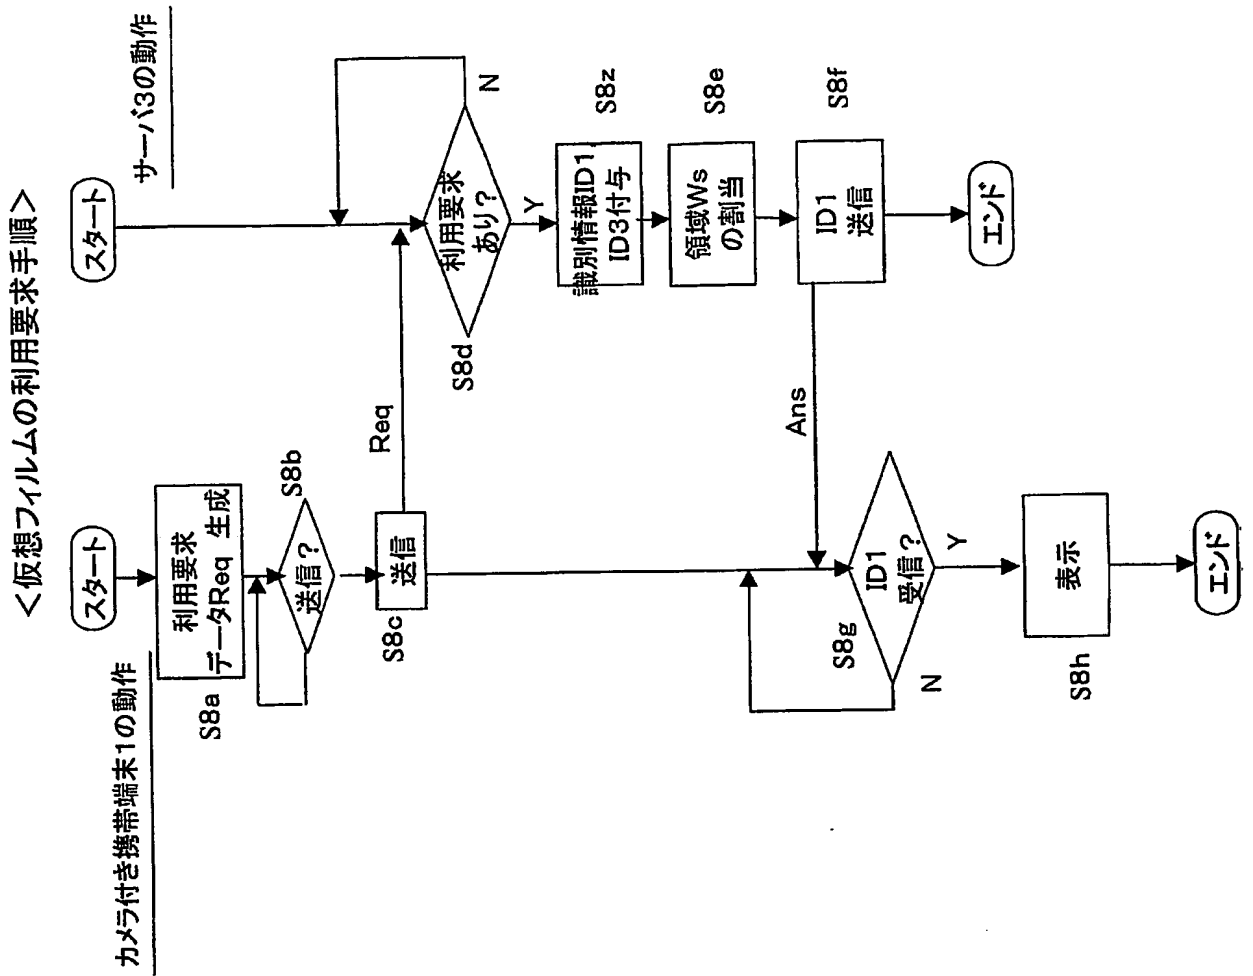 <仮想フィルムの利用要求手順>
カメラ付き携帯端末1の動作
スタート
利用要求
データReq 生成
S8a
送信?
S8b
送信
S8c
Req
ID1
受信?
S8g
N
Y
表示
S8h
エンド
サーバ3の動作
スタート
利用要求
あり?
S8d
N
Y
識別情報ID1,
ID3付与
S8z
領域Ws
の割当
S8e
ID1
送信
S8f
Ans
エンド